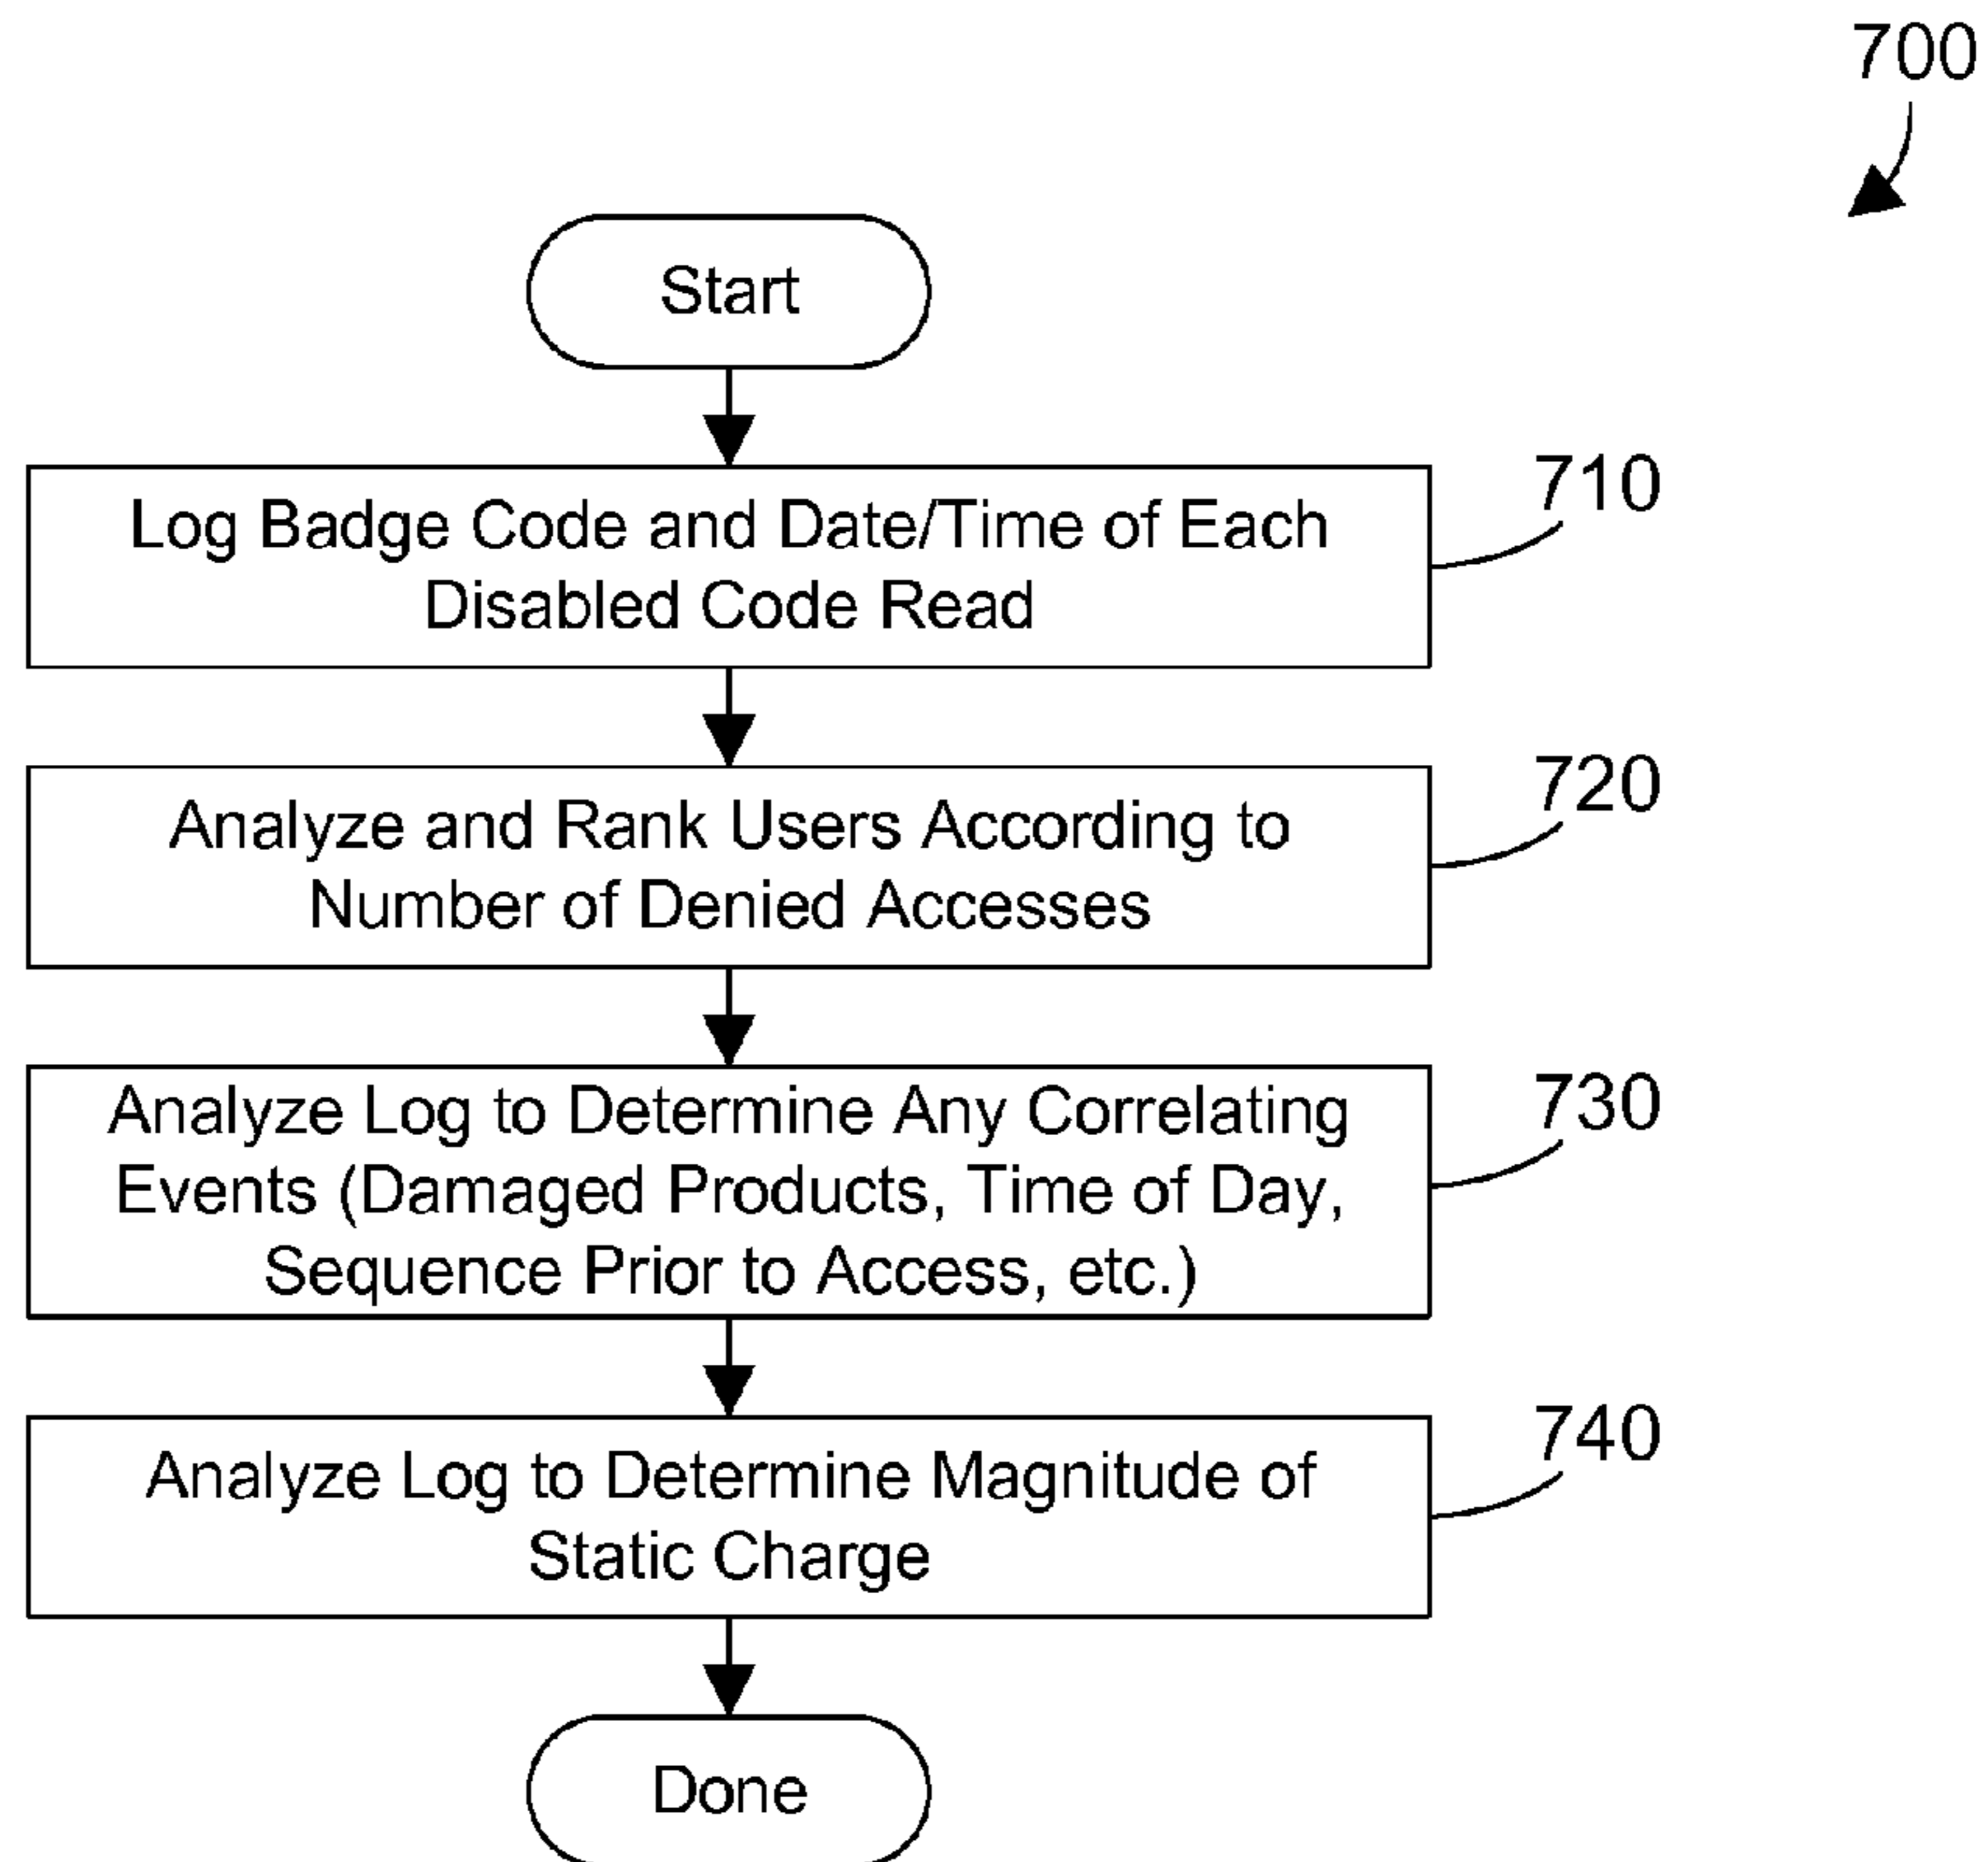 700
Start
Log Badge Code and Date/Time of Each
Disabled Code Read
710
Analyze and Rank Users According to
Number of Denied Accesses
720
Analyze Log to Determine Any Correlating
Events (Damaged Products, Time of Day,
Sequence Prior to Access, etc.)
730
Analyze Log to Determine Magnitude of
Static Charge
740
Done